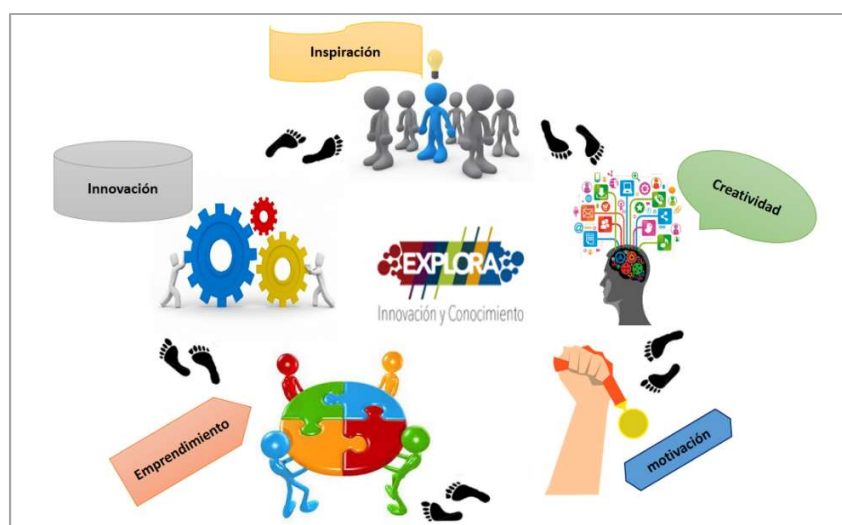 Inspiración
Innovación
Creatividad
EXPLORA
Innovación y Conocimiento
Emprendimiento
motivación